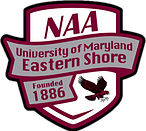 NAA
University of Maryland
Eastern Shore
Founded
1886